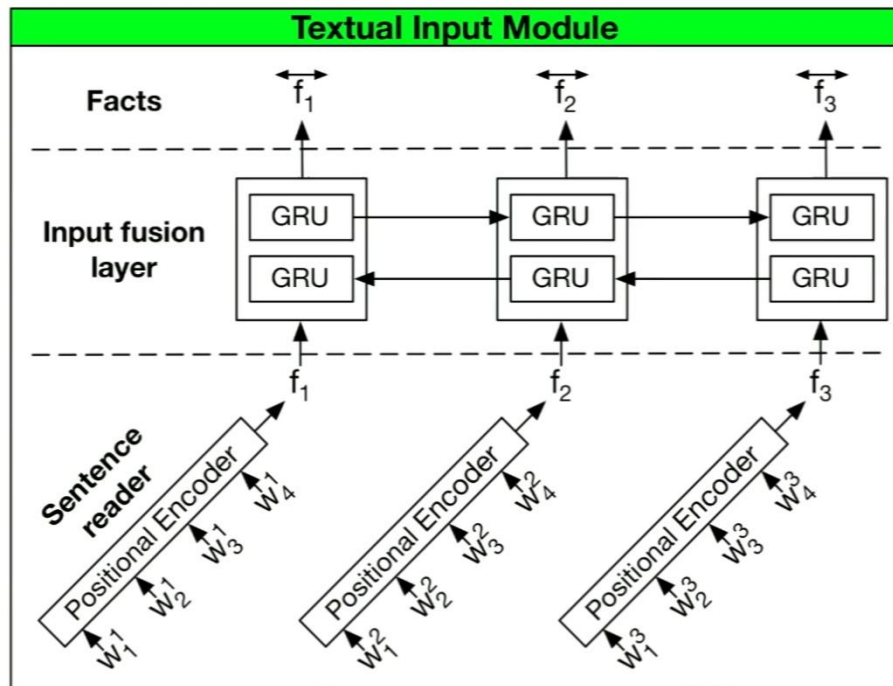 Textual Input Module
Facts
f₁ f₂ f₃
Input fusion
layer
GRU GRU GRU
GRU GRU GRU
f₁ f₂ f₃
Sentence
reader
Positional Encoder
w₁¹ w₂¹ w₃¹ w₄¹
Positional Encoder
w₁² w₂² w₃² w₄²
Positional Encoder
w₁³ w₂³ w₃³ w₄³